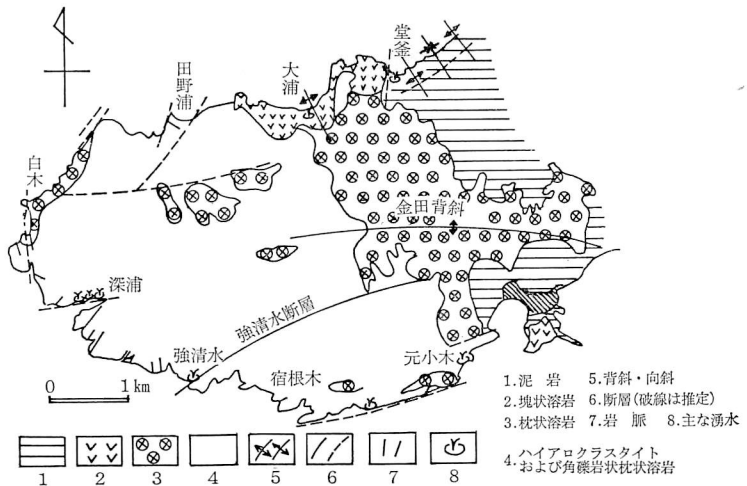 堂釜
大浦
田野浦
白木
金田背斜
深浦
強清水断層
強清水
宿根木
元小木
0 1km
1.泥岩 5.背斜・向斜
2.塊状溶岩 6.断層(破線は推定)
3.枕状溶岩 7.岩脈 8.主な湧水
4.ハイアロクラスタイト
および角礫岩状枕状溶岩
1 2 3 4 5 6 7 8